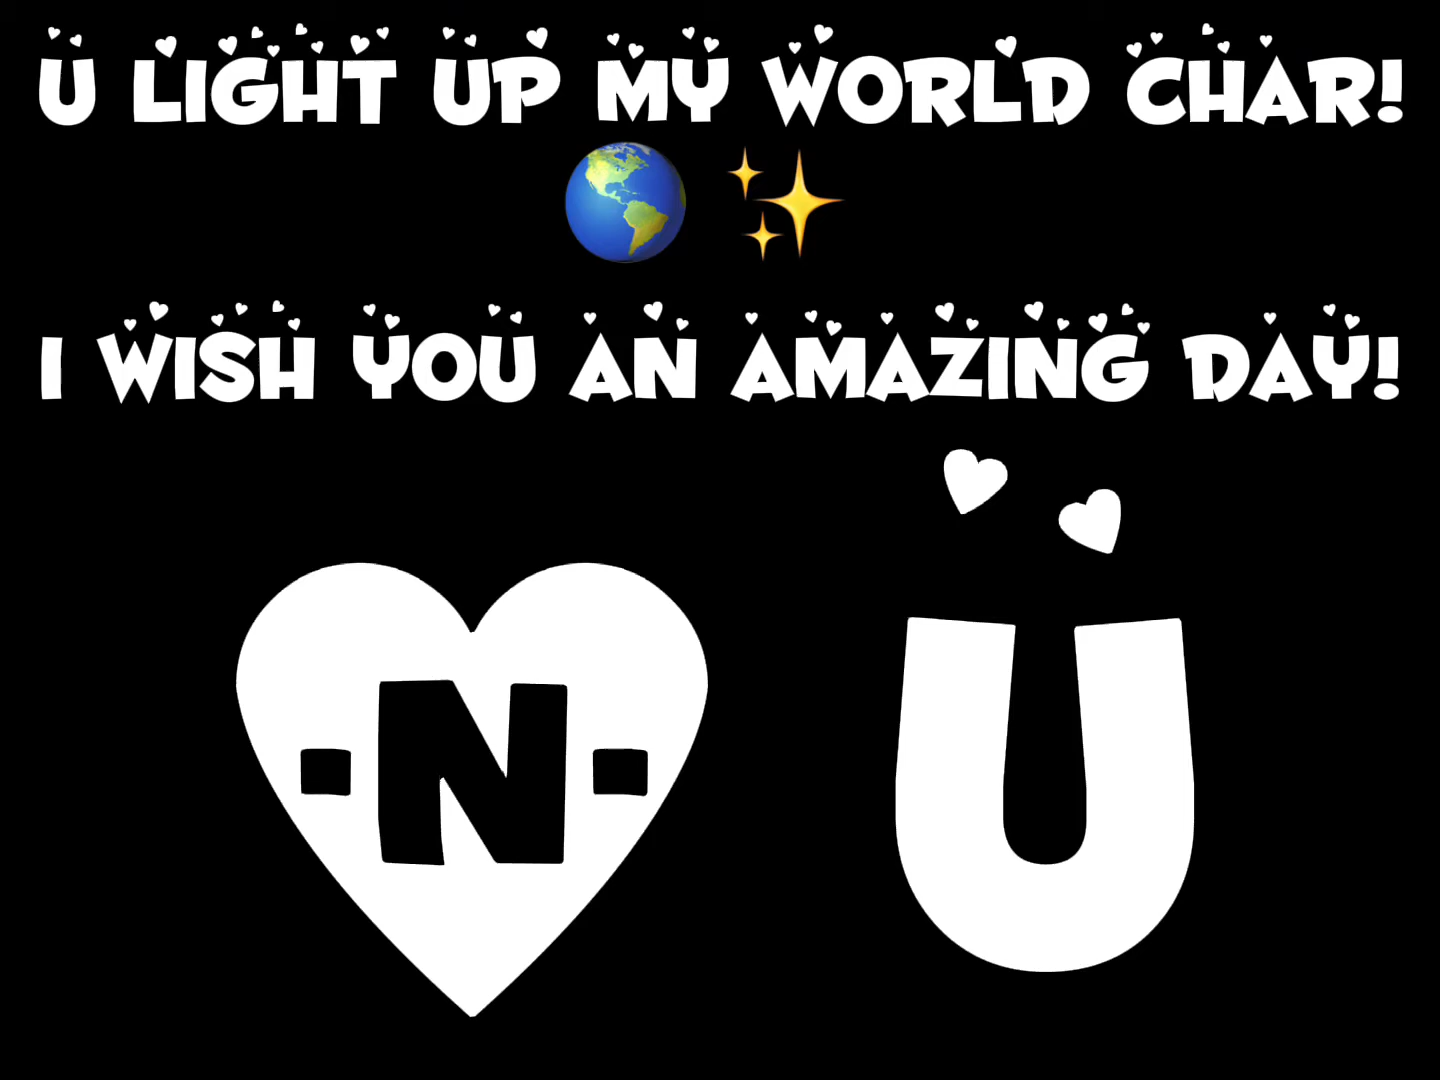 U LIGHT UP MY WORLD CHAR!
🌎 ✨
I WISH YOU AN AMAZING DAY!
-N- U